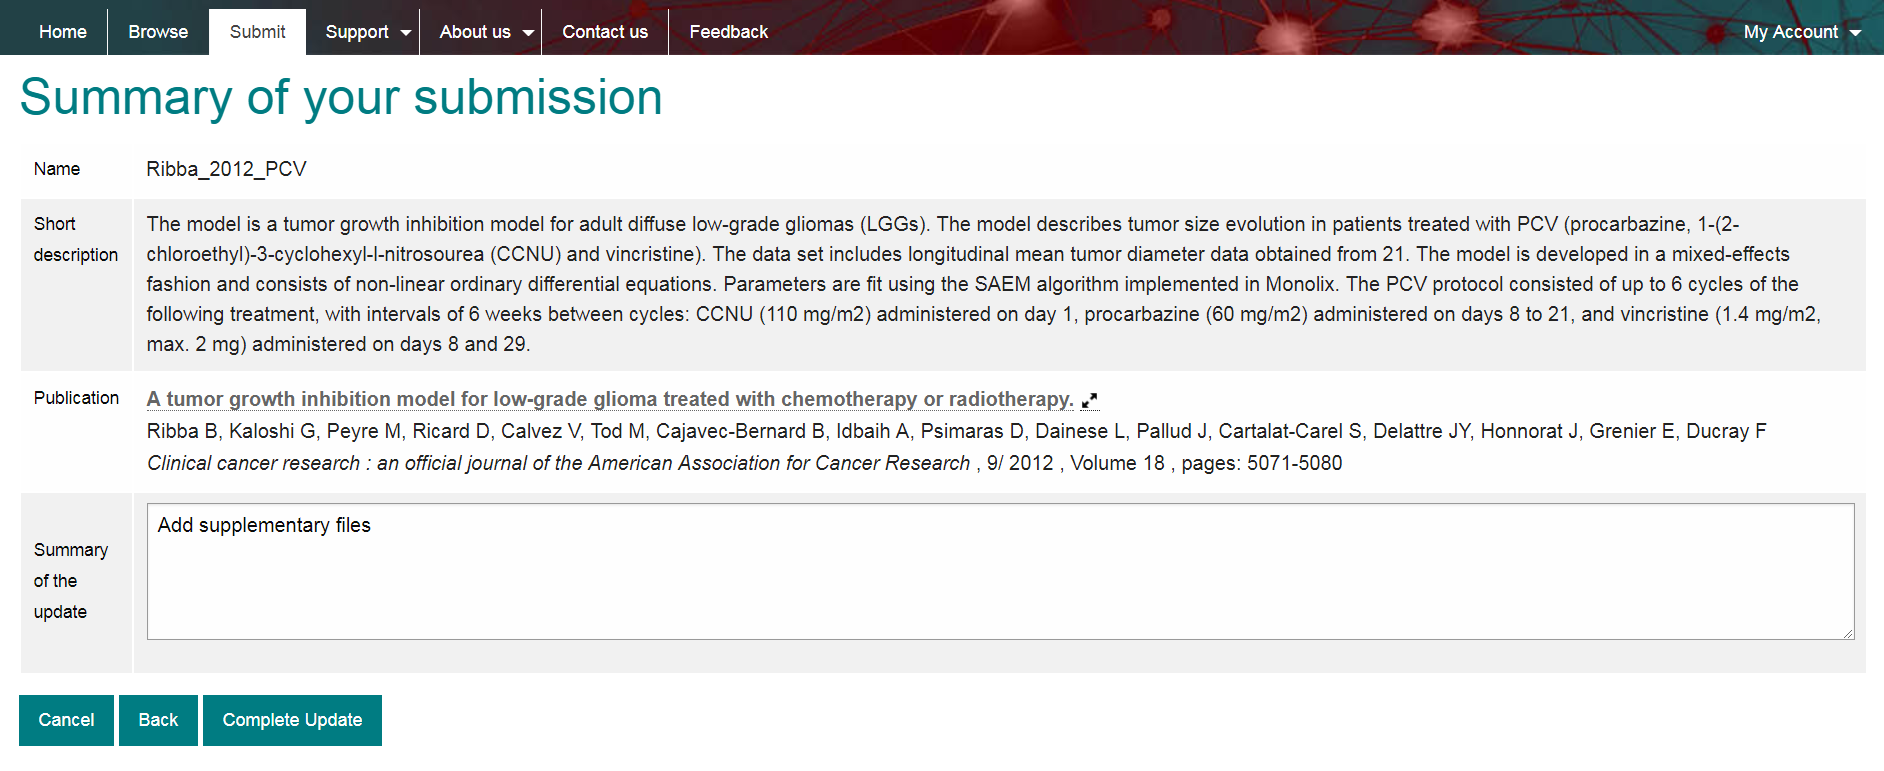 Home Browse Submit Support About us Contact us Feedback My Account
Summary of your submission
Name Ribba_2012_PCV
Short description
The model is a tumor growth inhibition model for adult diffuse low-grade gliomas (LGGs). The model describes tumor size evolution in patients treated with PCV (procarbazine, 1-(2-
chloroethyl)-3-cyclohexyl-l-nitrosourea (CCNU) and vincristine). The data set includes longitudinal mean tumor diameter data obtained from 21. The model is developed in a mixed-effects
fashion and consists of non-linear ordinary differential equations. Parameters are fit using the SAEM algorithm implemented in Monolix. The PCV protocol consisted of up to 6 cycles of the
following treatment, with intervals of 6 weeks between cycles: CCNU (110 mg/m2) administered on day 1, procarbazine (60 mg/m2) administered on days 8 to 21, and vincristine (1.4 mg/m2,
max. 2 mg) administered on days 8 and 29.
Publication
A tumor growth inhibition model for low-grade glioma treated with chemotherapy or radiotherapy.
Ribba B, Kaloshi G, Peyre M, Ricard D, Calvez V, Tod M, Cajavec-Bernard B, Idbaih A, Psimaras D, Dainese L, Pallud J, Cartalat-Carel S, Delattre JY, Honnorat J, Grenier E, Ducray F
Clinical cancer research : an official journal of the American Association for Cancer Research , 9/ 2012 , Volume 18 , pages: 5071-5080
Summary
of the
update
Add supplementary files
Cancel Back Complete Update